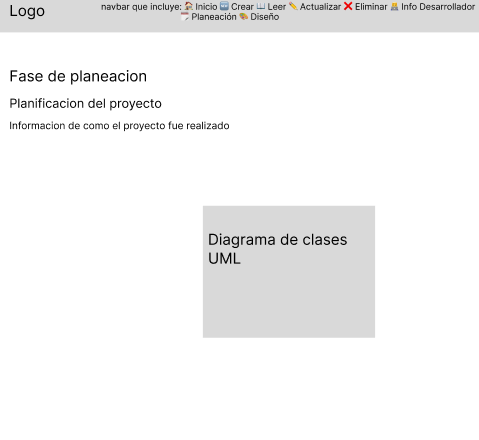 Logo
navbar que incluye: 🏠 Inicio 🆕 Crear 📖 Leer ✏️ Actualizar ❌ Eliminar 👨‍💻 Info Desarrollador
📅 Planeación 🎨 Diseño
Fase de planeacion
Planificacion del proyecto
Informacion de como el proyecto fue realizado
Diagrama de clases
UML